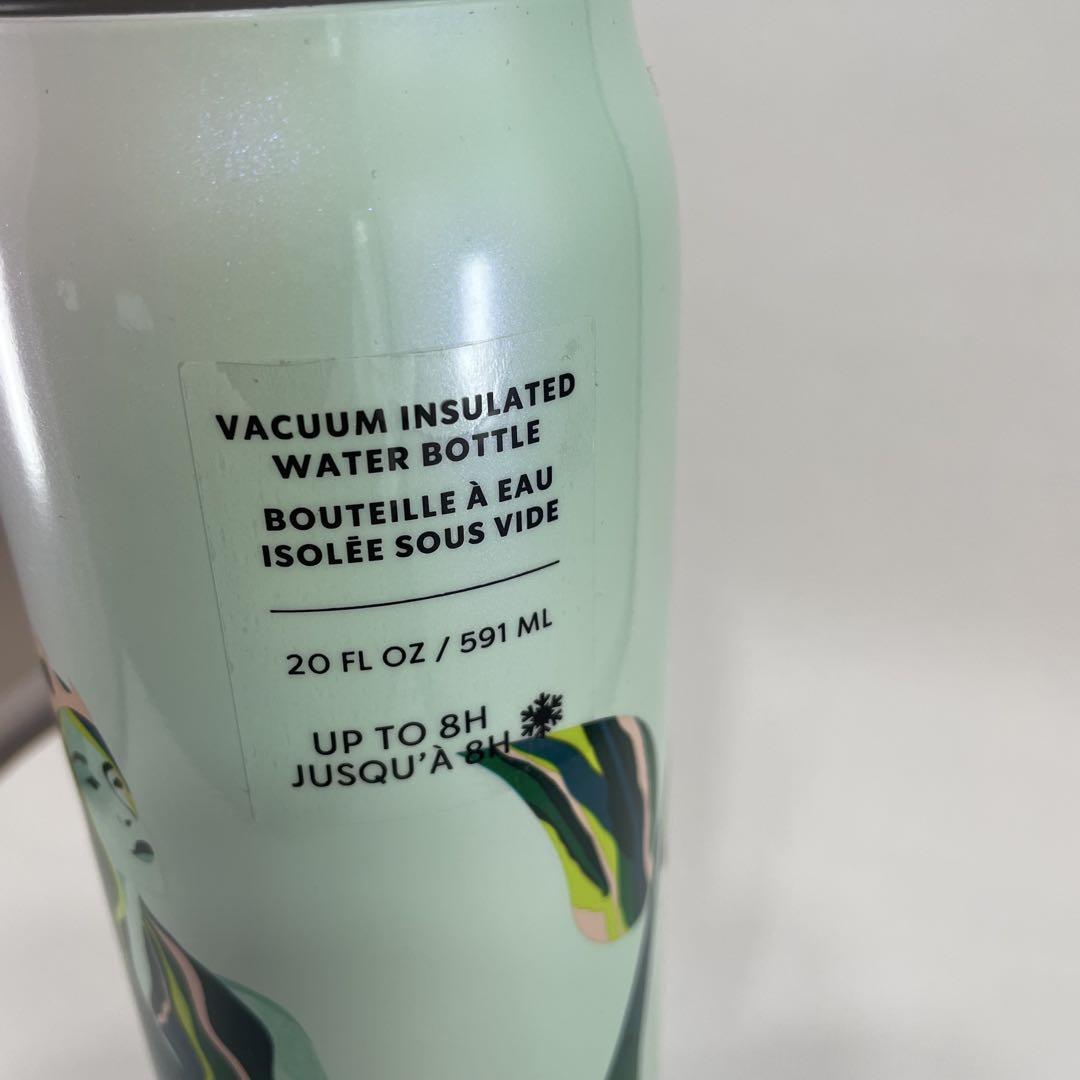 VACUUM INSULATED
WATER BOTTLE
BOUTEILLE À EAU
ISOLĒE SOUS VIDE
20 FL OZ / 591 ML
UP TO 8H
JUSQU'À 8H